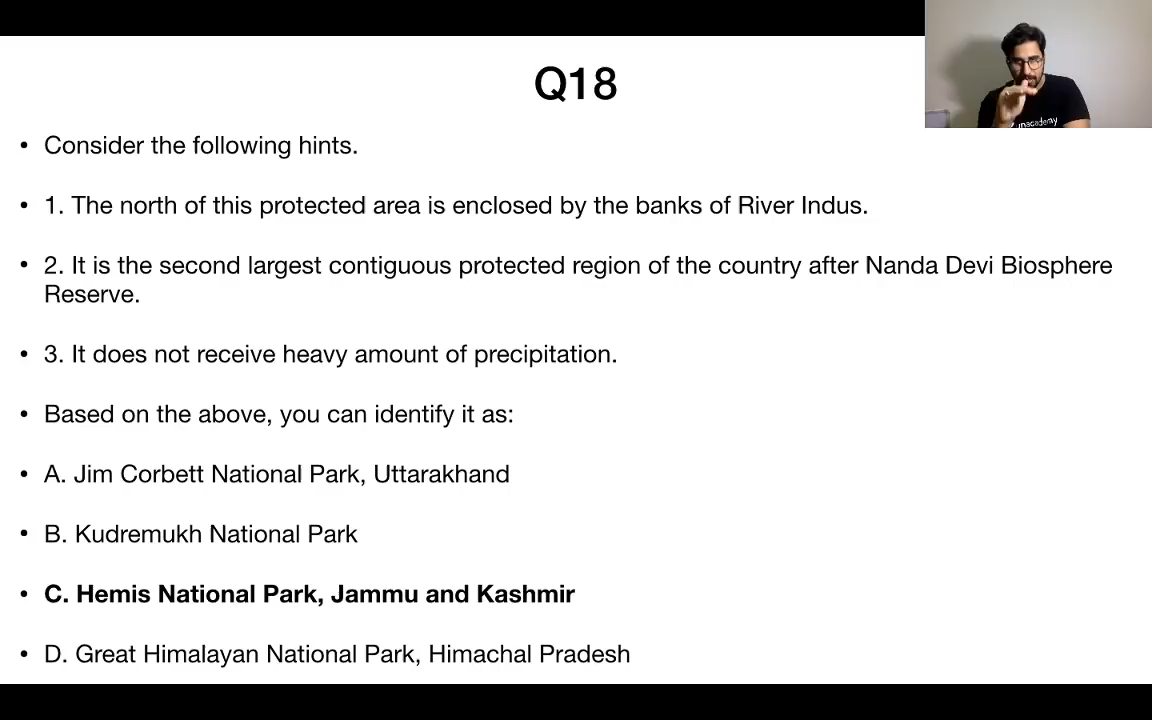 Q18
• Consider the following hints.
• 1. The north of this protected area is enclosed by the banks of River Indus.
• 2. It is the second largest contiguous protected region of the country after Nanda Devi Biosphere
Reserve.
• 3. It does not receive heavy amount of precipitation.
• Based on the above, you can identify it as:
• A. Jim Corbett National Park, Uttarakhand
• B. Kudremukh National Park
• C. Hemis National Park, Jammu and Kashmir
• D. Great Himalayan National Park, Himachal Pradesh
unacademy